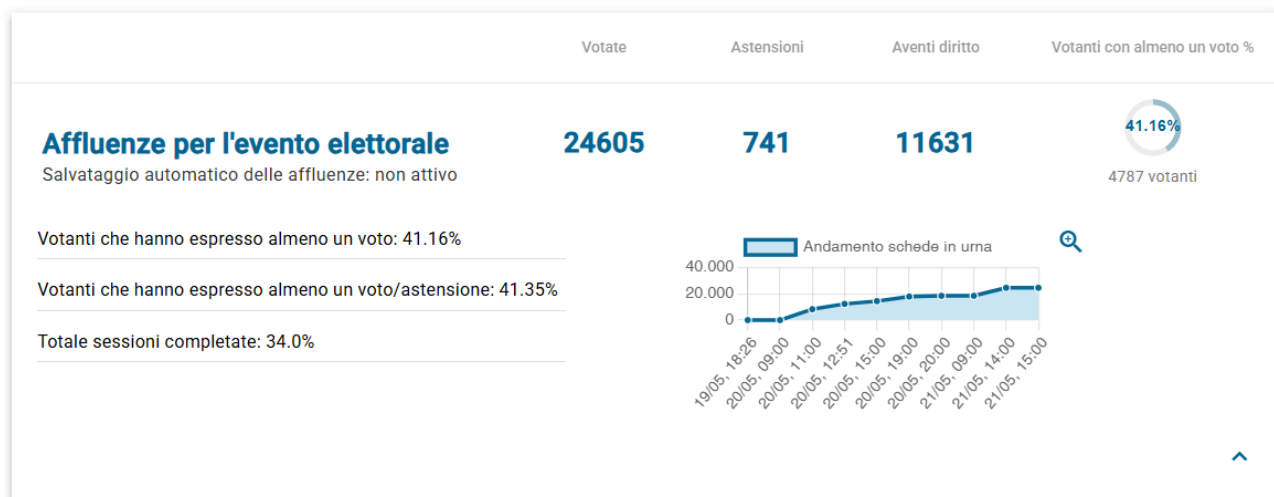 Votate Astensioni Aventi diritto Votanti con almeno un voto %
Affluenze per l'evento elettorale 24605 741 11631 41.16%
Salvataggio automatico delle affluenze: non attivo 4787 votanti
Votanti che hanno espresso almeno un voto: 41.16%
Votanti che hanno espresso almeno un voto/astensione: 41.35%
Totale sessioni completate: 34.0%
Andamento schede in urna
40.000
20.000
0
19/05, 18:26
20/05, 09:00
20/05, 11:00
20/05, 12:51
20/05, 15:00
20/05, 19:00
20/05, 20:00
21/05, 09:00
21/05, 14:00
21/05, 15:00